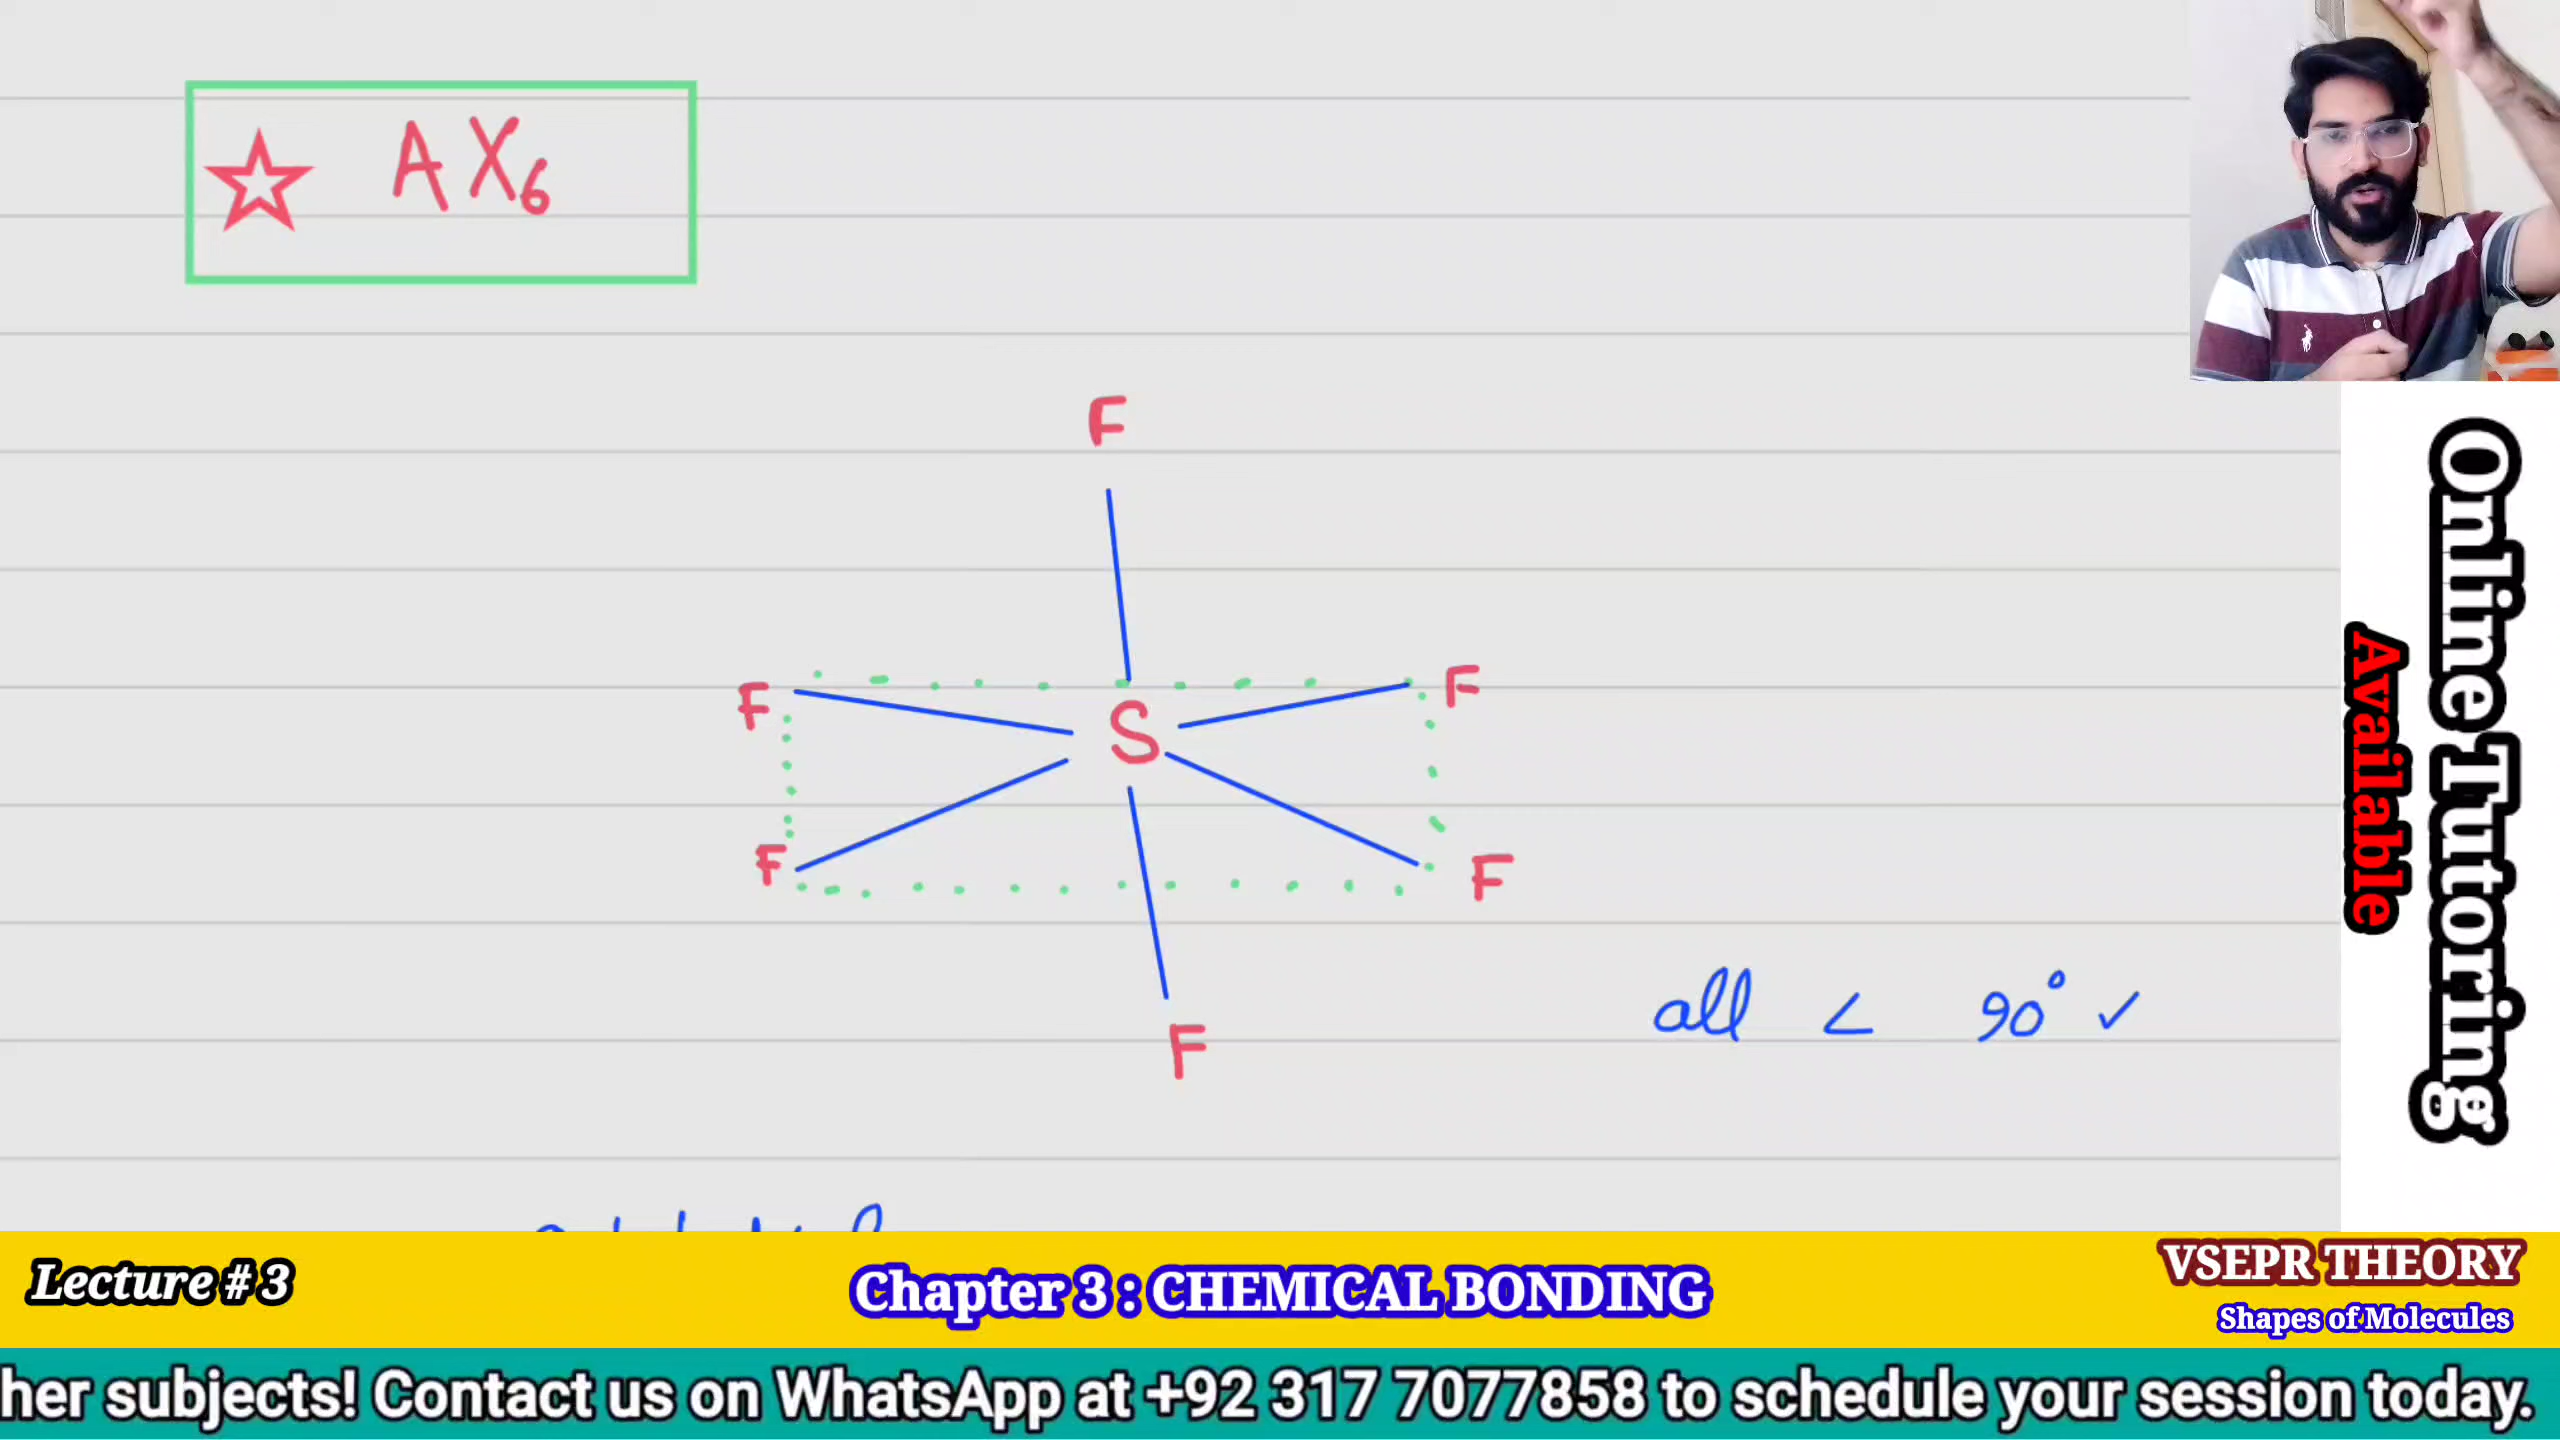 ☆ AX₆
F
F F
S
F F
F
all < 90° ✓
Online Tutoring
Available
Lecture # 3
Chapter 3 : CHEMICAL BONDING
VSEPR THEORY
Shapes of Molecules
her subjects! Contact us on WhatsApp at +92 317 7077858 to schedule your session today.